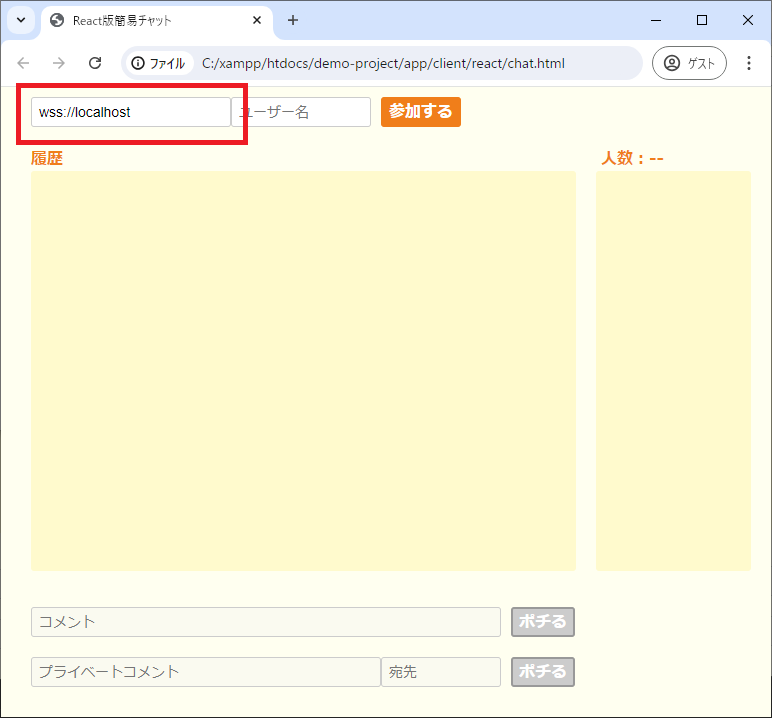 React版簡易チャット
ファイル C:/xampp/htdocs/demo-project/app/client/react/chat.html ゲスト
wss://localhost ユーザー名 参加する
履歴 人数：--
コメント ポチる
プライベートコメント 宛先 ポチる